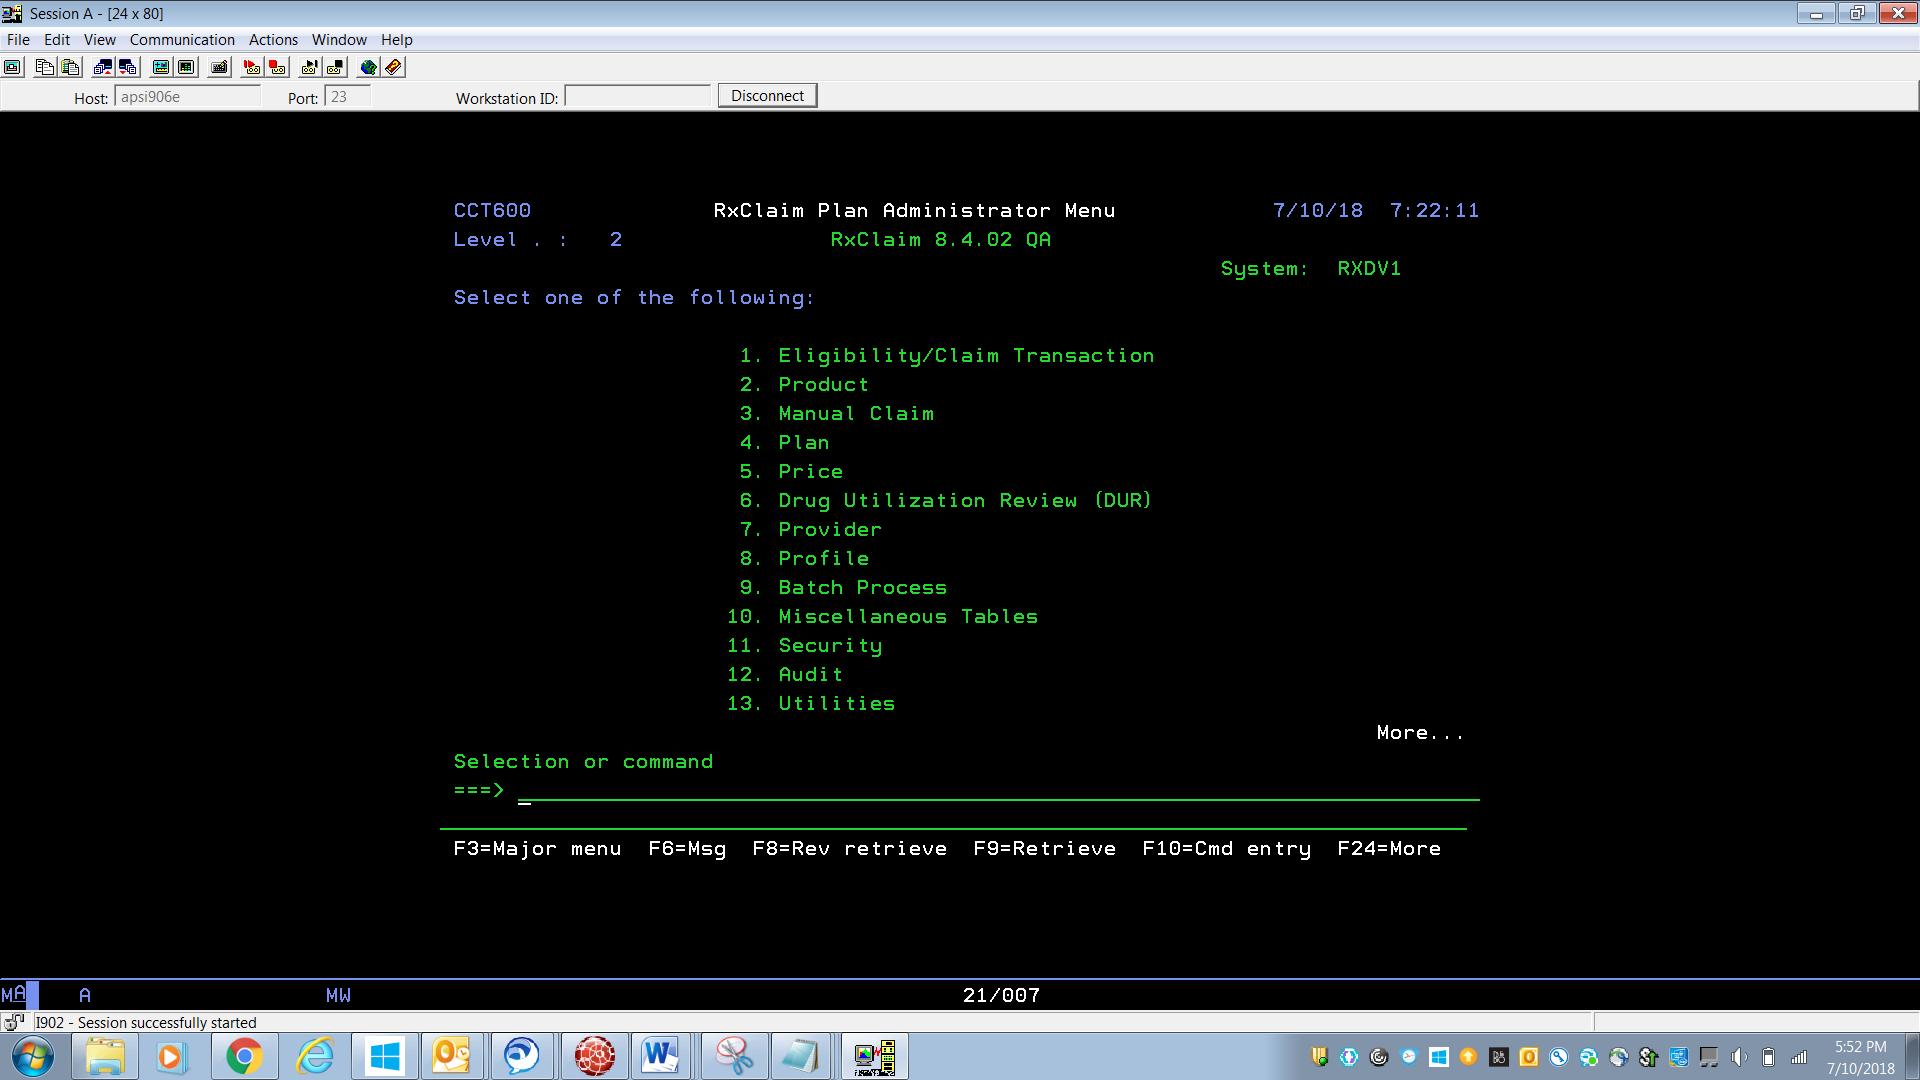 Session A - [24 x 80]
File Edit View Communication Actions Window Help
Host: apsi906e Port: 23 Workstation ID: Disconnect
CCT600 RxClaim Plan Administrator Menu 7/10/18 7:22:11
Level . : 2 RxClaim 8.4.02 QA
System: RXDV1
Select one of the following:
1. Eligibility/Claim Transaction
2. Product
3. Manual Claim
4. Plan
5. Price
6. Drug Utilization Review (DUR)
7. Provider
8. Profile
9. Batch Process
10. Miscellaneous Tables
11. Security
12. Audit
13. Utilities
More...
Selection or command
===>
F3=Major menu F6=Msg F8=Rev retrieve F9=Retrieve F10=Cmd entry F24=More
MA A MW 21/007
I902 - Session successfully started
5:52 PM
7/10/2018